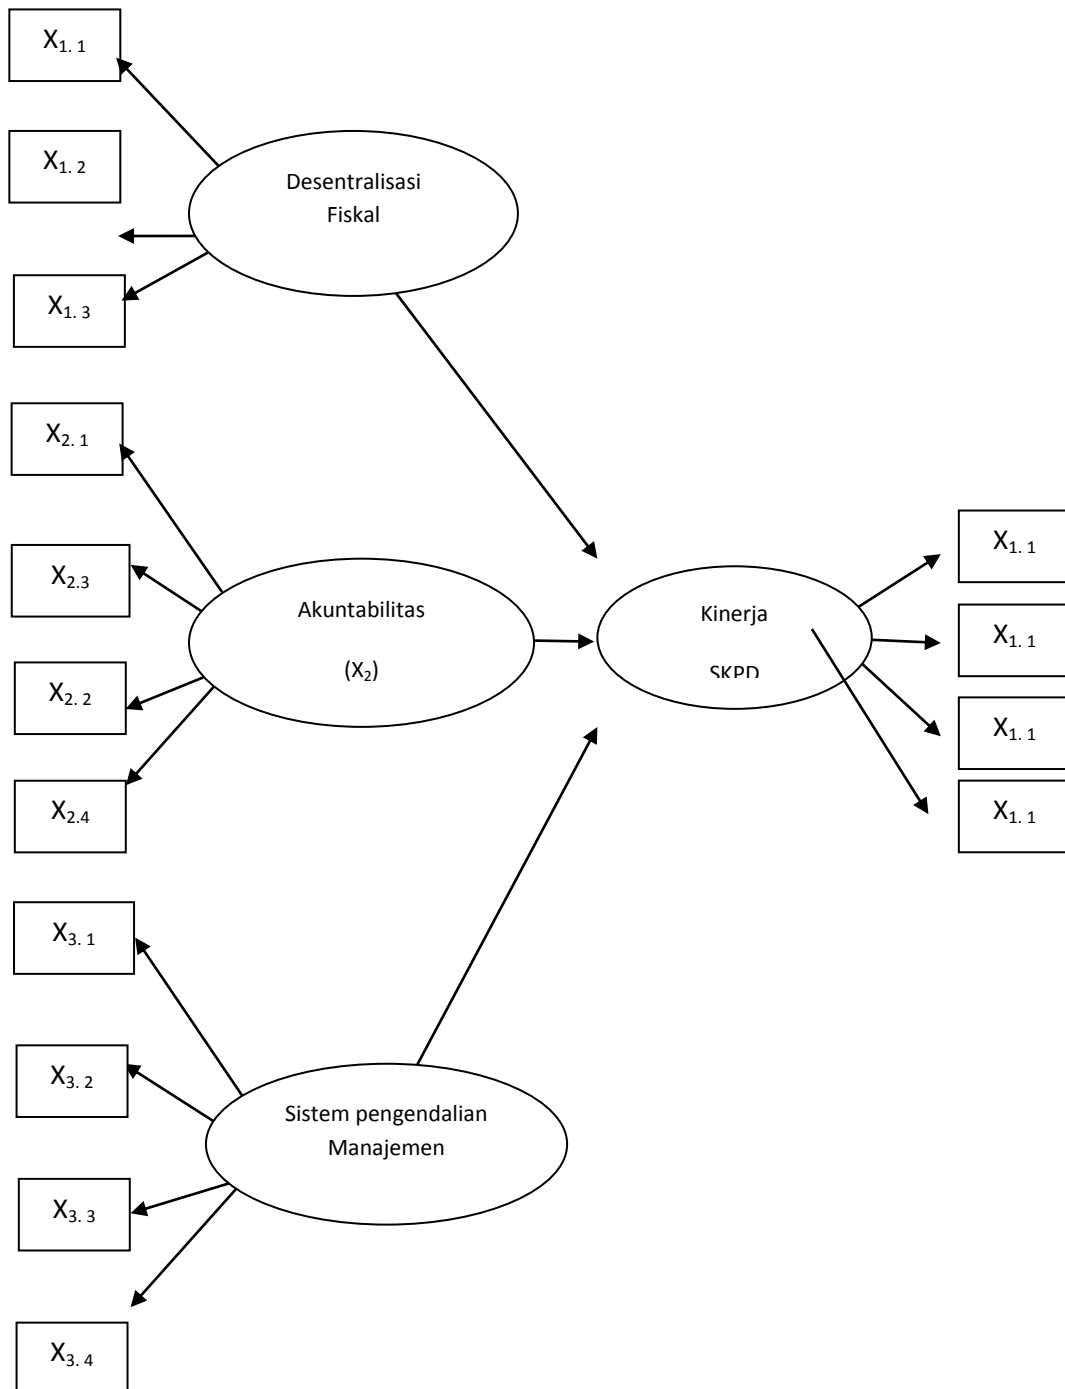 X1. 1
X1. 2
X1. 3
Desentralisasi
Fiskal
X2. 1
X2.3
X2. 2
X2.4
Akuntabilitas
(X2)
Kinerja
SKPD
X1. 1
X1. 1
X1. 1
X1. 1
X3. 1
X3. 2
X3. 3
X3. 4
Sistem pengendalian
Manajemen